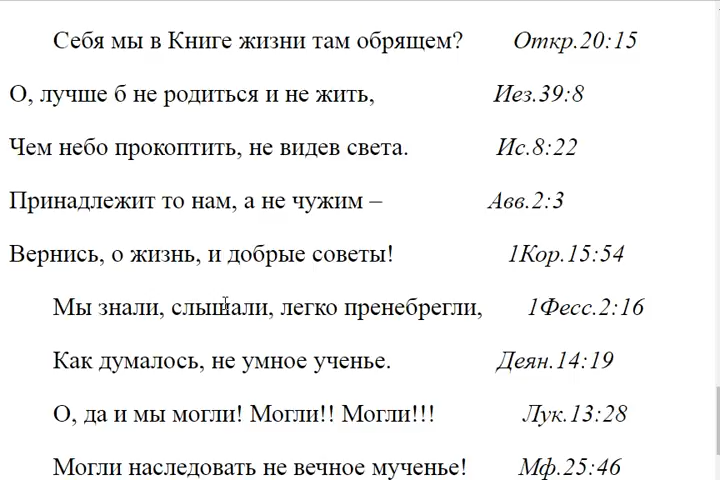 Себя мы в Книге жизни там обрящем? Откр.20:15
О, лучше б не родиться и не жить, Иез.39:8
Чем небо прокоптить, не видев света. Ис.8:22
Принадлежит то нам, а не чужим – Авв.2:3
Вернись, о жизнь, и добрые советы! 1Кор.15:54
Мы знали, слышали, легко пренебрегли, 1Фесс.2:16
Как думалось, не умное ученье. Деян.14:19
О, да и мы могли! Могли!! Могли!!! Лук.13:28
Могли наследовать не вечное мученье! Мф.25:46